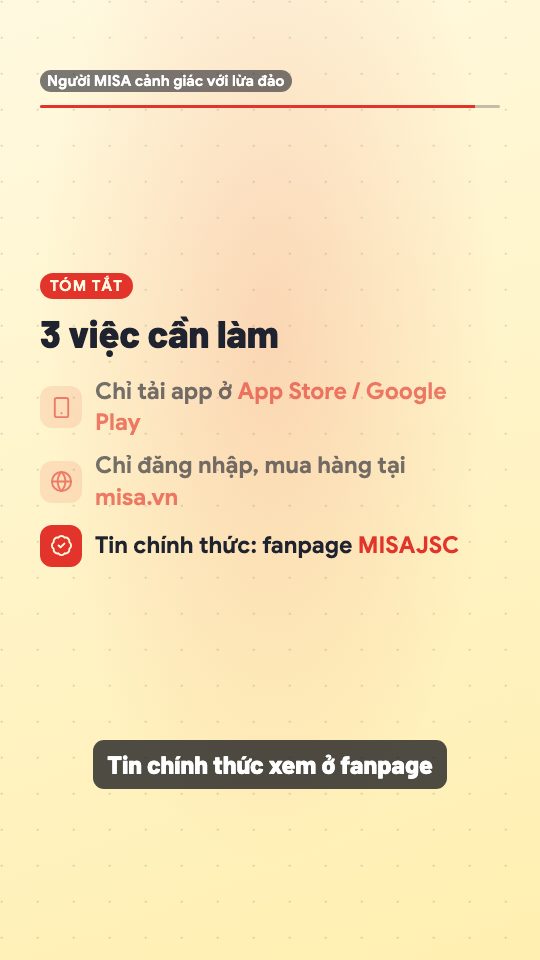 Người MISA cảnh giác với lừa đảo
TÓM TẮT
3 việc cần làm
Chỉ tải app ở App Store / Google
Play
Chỉ đăng nhập, mua hàng tại
misa.vn
Tin chính thức: fanpage MISAJSC
Tin chính thức xem ở fanpage